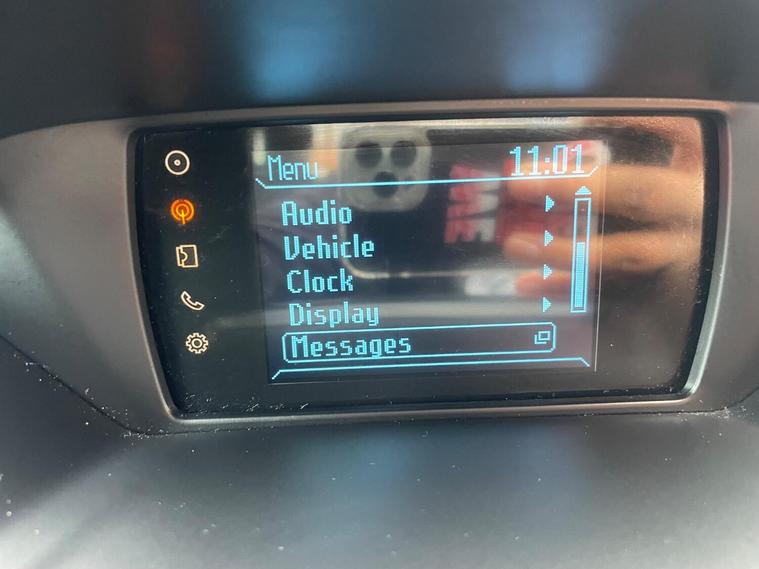 Menu 11:01
Audio
Vehicle
Clock
Display
Messages